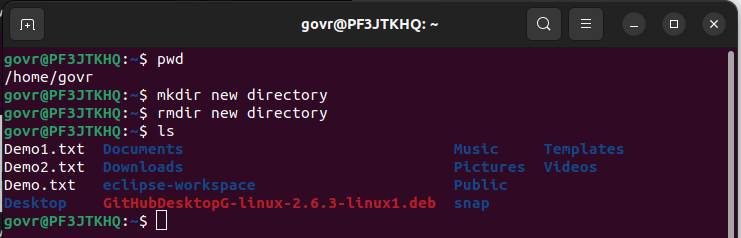 govr@PF3JTKHQ: ~
govr@PF3JTKHQ:~$ pwd
/home/govr
govr@PF3JTKHQ:~$ mkdir new directory
govr@PF3JTKHQ:~$ rmdir new directory
govr@PF3JTKHQ:~$ ls
Demo1.txt  Documents                              Music     Templates
Demo2.txt  Downloads                              Pictures  Videos
Demo.txt   eclipse-workspace                      Public
Desktop    GitHubDesktopG-linux-2.6.3-linux1.deb  snap
govr@PF3JTKHQ:~$